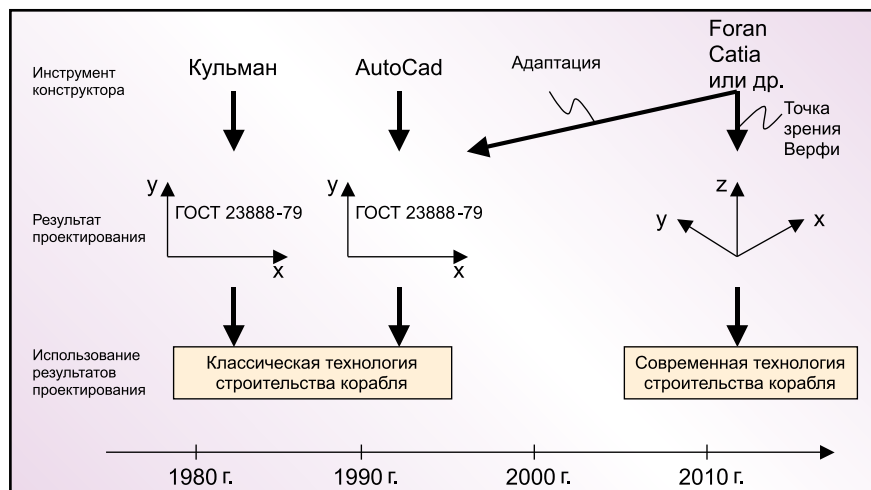 Инструмент
конструктора
Кульман
AutoCad
Адаптация
Foran
Catia
или др.
Точка
зрения
Верфи
Результат
проектирования
y
ГОСТ 23888-79
x
y
ГОСТ 23888-79
x
z
y
x
Использование
результатов
проектирования
Классическая технология
строительства корабля
Современная технология
строительства корабля
1980 г.
1990 г.
2000 г.
2010 г.